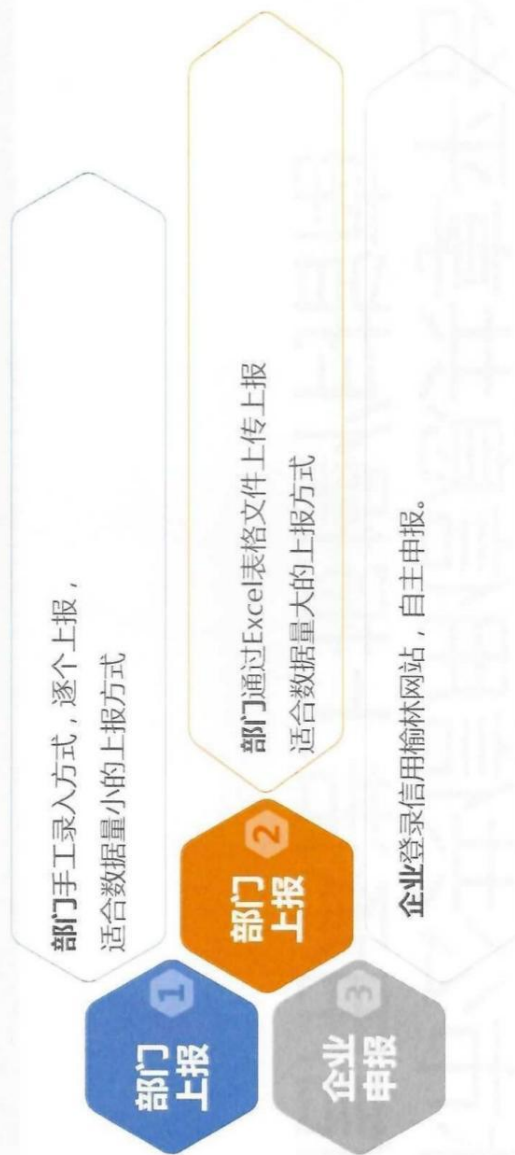 部门
上报
1
部门手工录入方式，逐个上报，
适合数据量小的上报方式
部门
上报
2
部门通过Excel表格文件上传上报
适合数据量大的上报方式
企业
申报
3
企业登录信用榆林网站，自主申报。